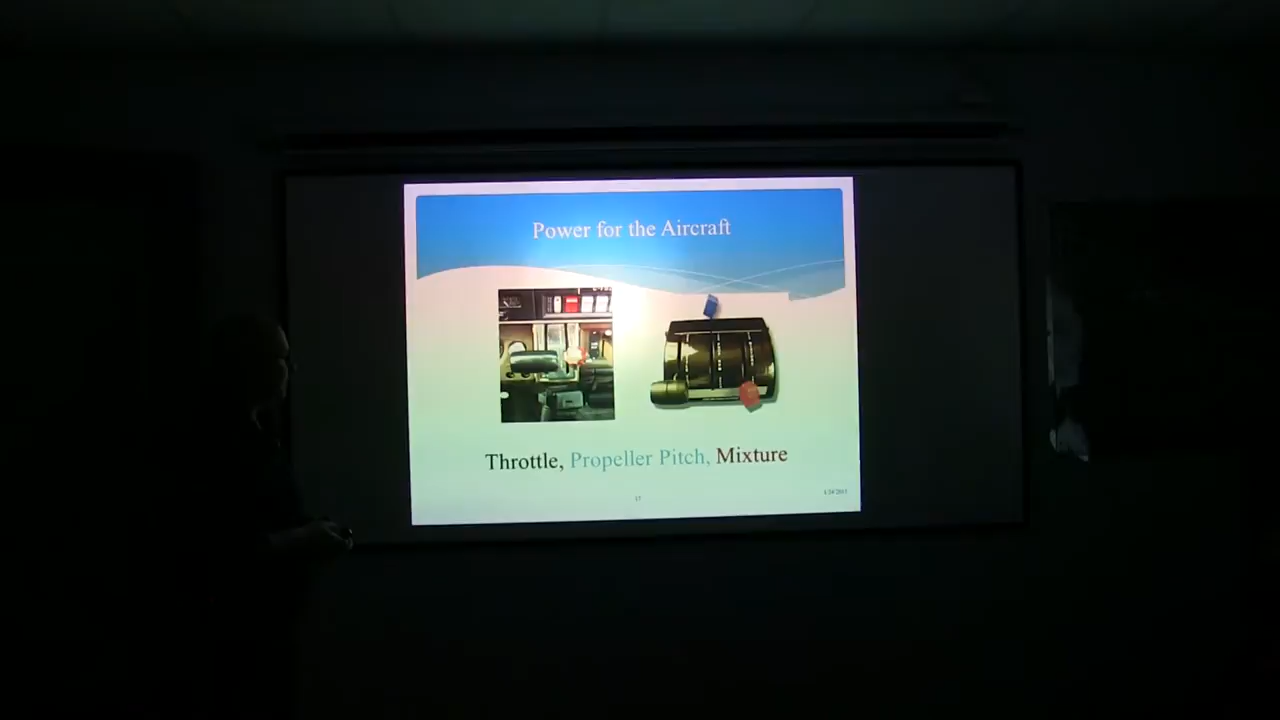 Power for the Aircraft
Throttle, Propeller Pitch, Mixture